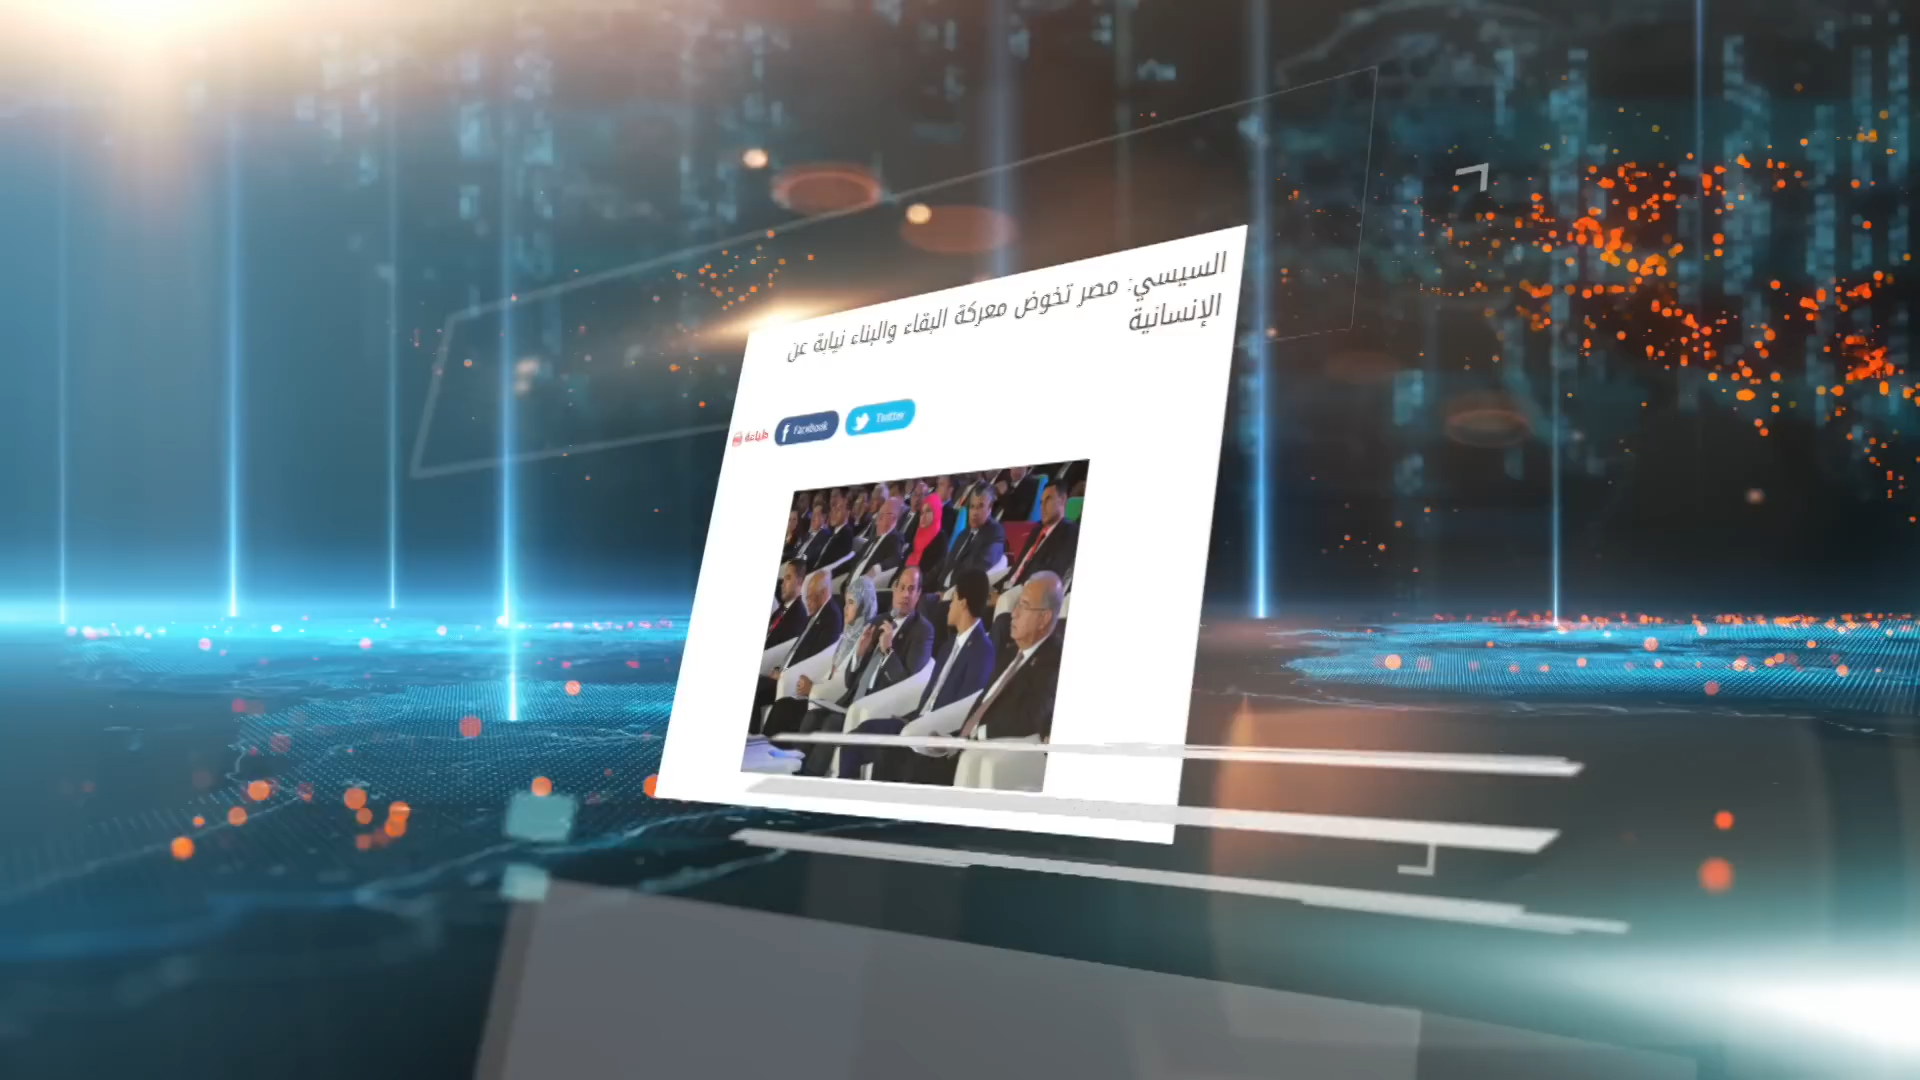 السيسي: مصر تخوض معركة البقاء والبناء نيابة عن
الإنسانية
طباعة Facebook Twitter